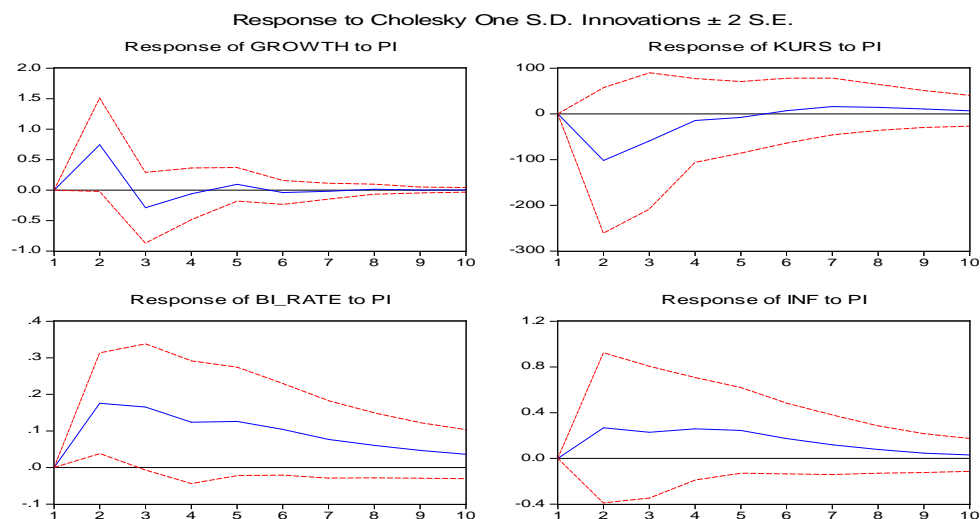 Response to Cholesky One S.D. Innovations ± 2 S.E.
Response of GROWTH to PI
2.0
1.5
1.0
0.5
0.0
-0.5
-1.0
1 2 3 4 5 6 7 8 9 10
Response of KURS to PI
100
0
-100
-200
-300
1 2 3 4 5 6 7 8 9 10
Response of BI_RATE to PI
.4
.3
.2
.1
.0
-.1
1 2 3 4 5 6 7 8 9 10
Response of INF to PI
1.2
0.8
0.4
0.0
-0.4
1 2 3 4 5 6 7 8 9 10